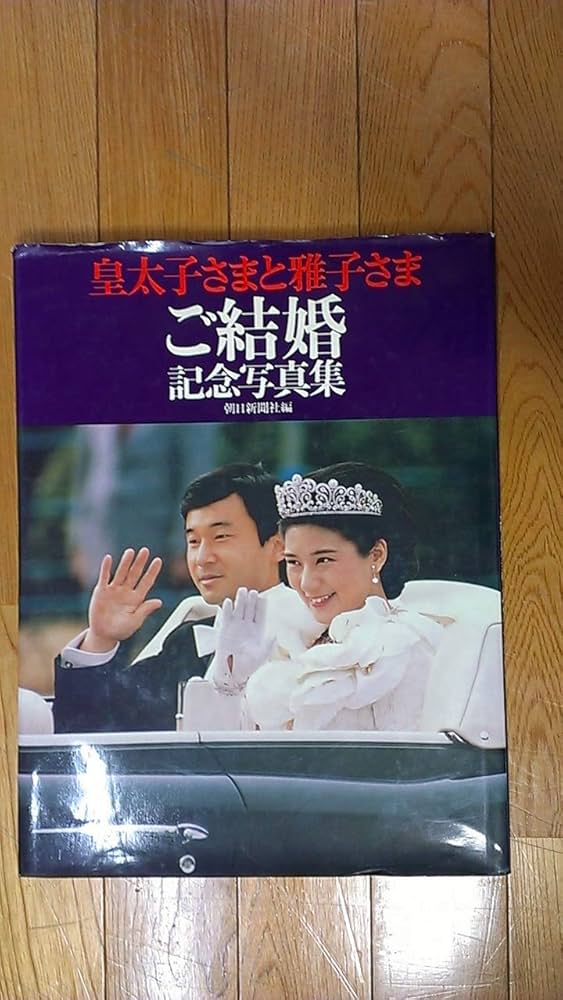 皇太子さまと雅子さま
ご結婚
記念写真集
朝日新聞社編